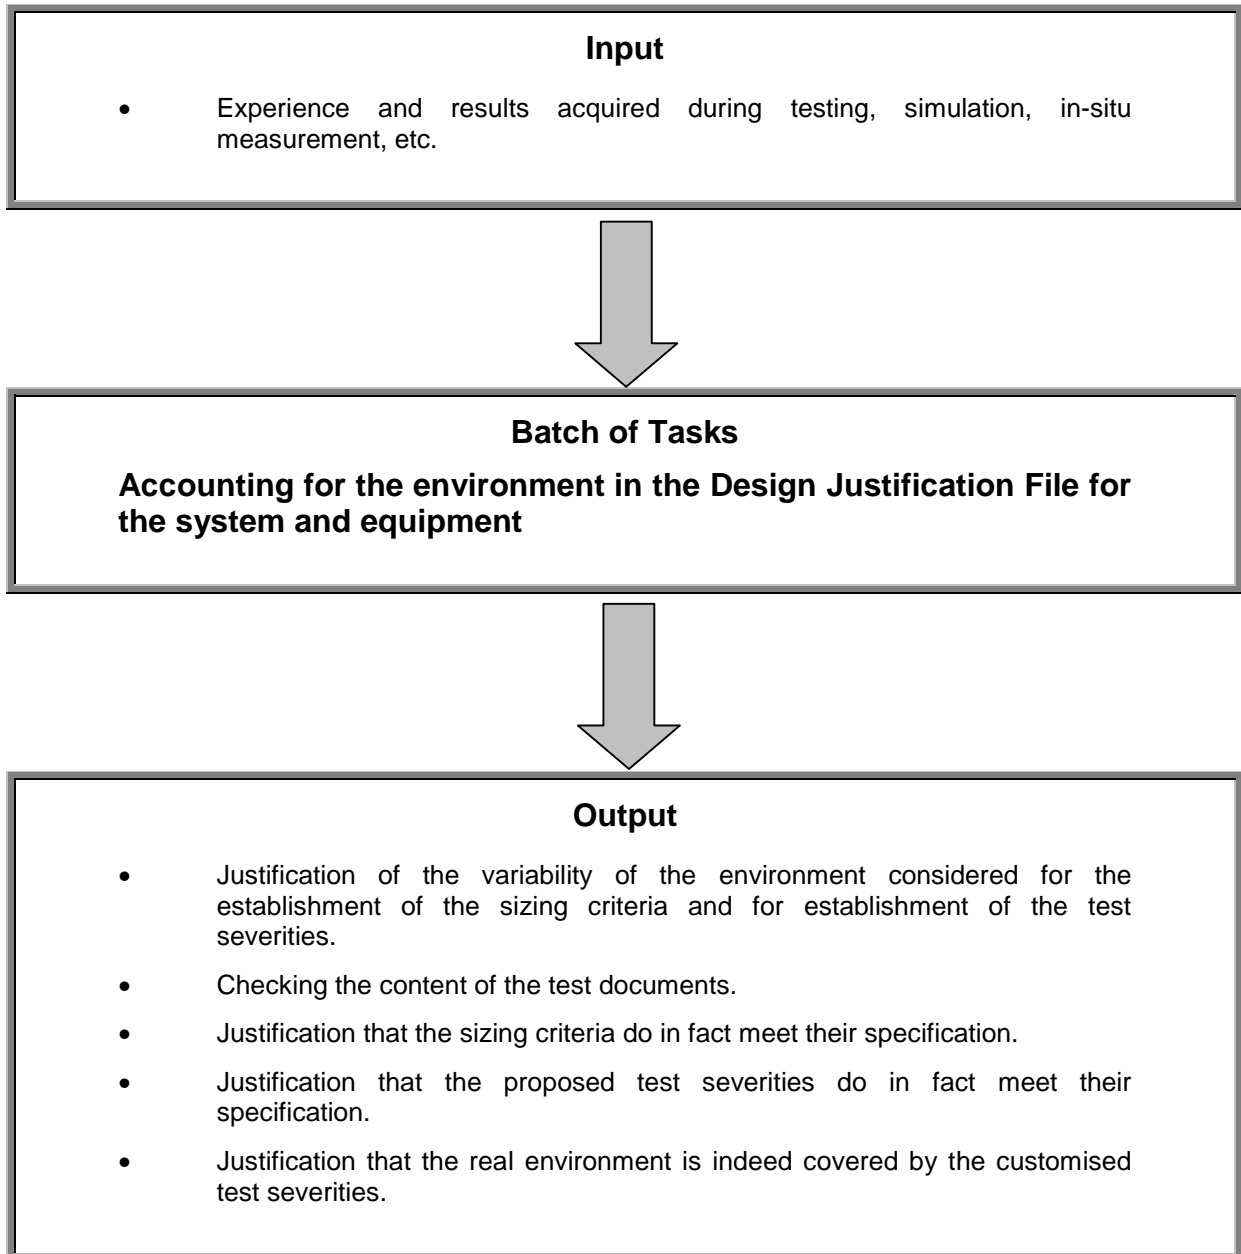 Input
• Experience and results acquired during testing, simulation, in-situ
measurement, etc.
Batch of Tasks
Accounting for the environment in the Design Justification File for
the system and equipment
Output
• Justification of the variability of the environment considered for the
establishment of the sizing criteria and for establishment of the test
severities.
• Checking the content of the test documents.
• Justification that the sizing criteria do in fact meet their specification.
• Justification that the proposed test severities do in fact meet their
specification.
• Justification that the real environment is indeed covered by the customised
test severities.